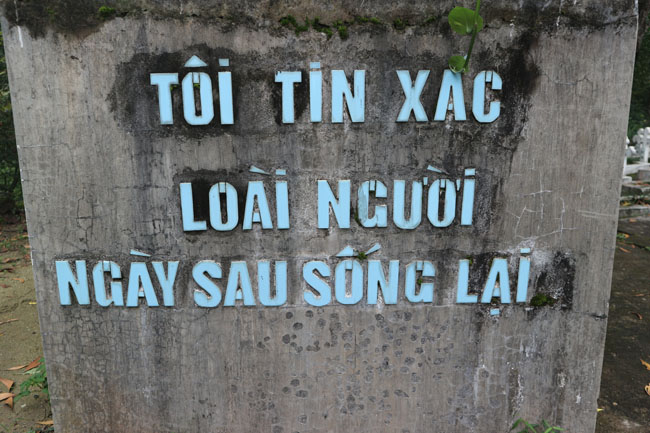 TÔI TIN XÁC
LOÀI NGƯỜI
NGÀY SAU SỐNG LẠI